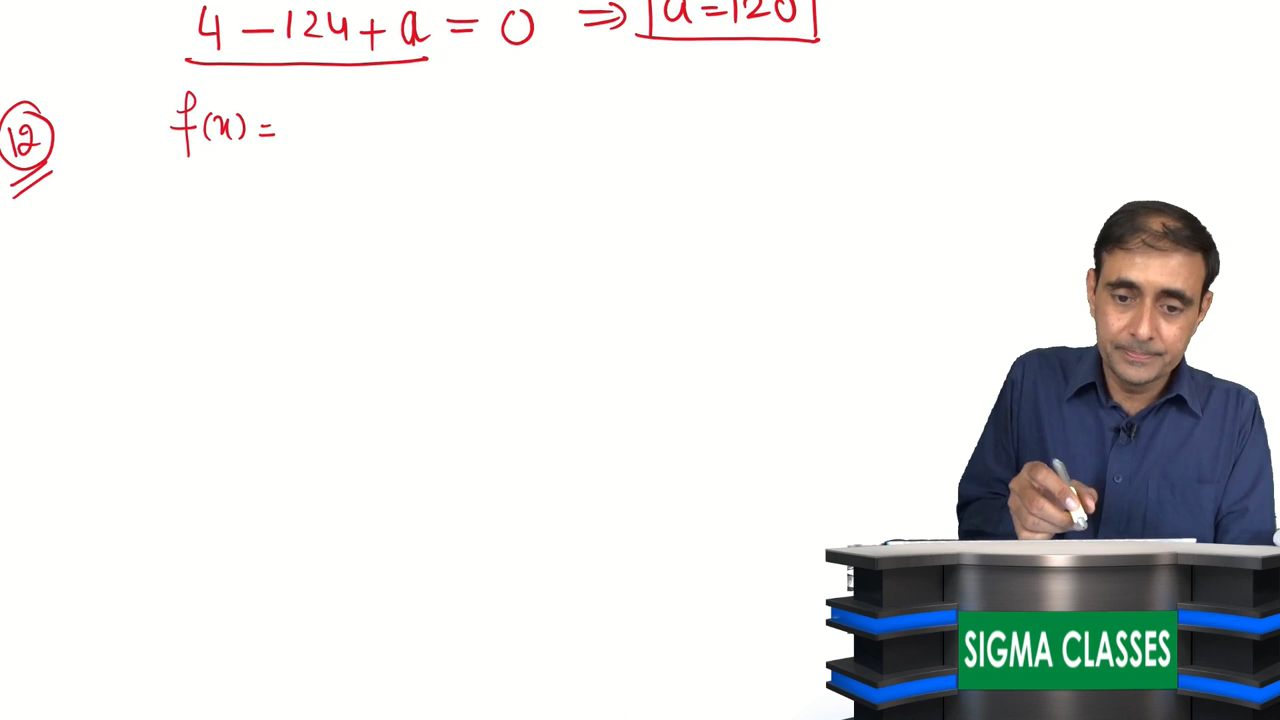 4 - 124 + a = 0 ⇒ a = 120
12 f(x) =
SIGMA CLASSES